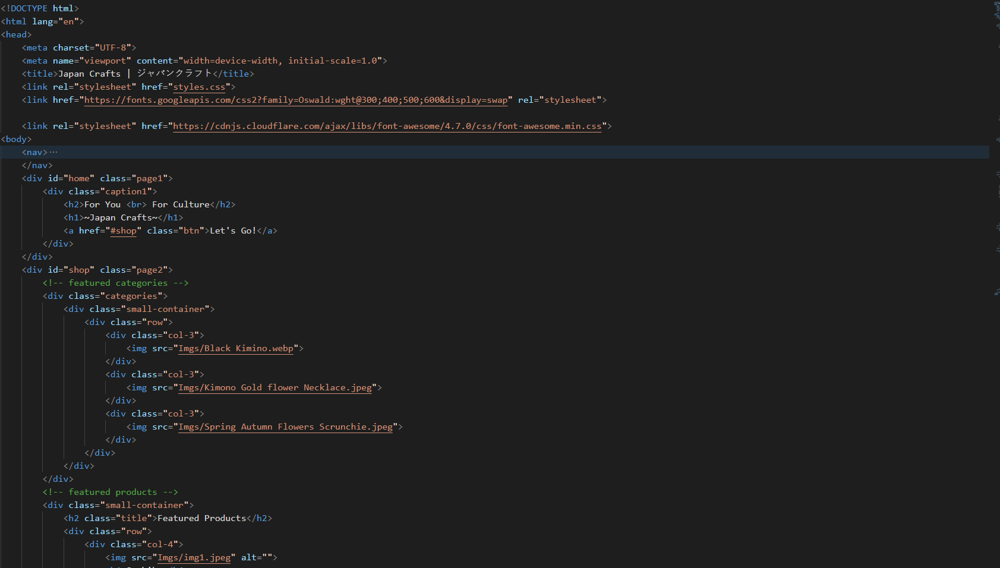 <!DOCTYPE html>
<html lang="en">
<head>
    <meta charset="UTF-8">
    <meta name="viewport" content="width=device-width, initial-scale=1.0">
    <title>Japan Crafts | ジャパンクラフト</title>
    <link rel="stylesheet" href="styles.css">
    <link href="https://fonts.googleapis.com/css2?family=Oswald:wght@300;400;500;600&display=swap" rel="stylesheet">

    <link rel="stylesheet" href="https://cdnjs.cloudflare.com/ajax/libs/font-awesome/4.7.0/css/font-awesome.min.css">
<body>
    <nav>…
    </nav>
    <div id="home" class="page1">
        <div class="caption1">
            <h2>For You <br> For Culture</h2>
            <h1>~Japan Crafts~</h1>
            <a href="#shop" class="btn">Let's Go!</a>
        </div>
    </div>
    <div id="shop" class="page2">
        <!-- featured categories -->
        <div class="categories">
            <div class="small-container">
                <div class="row">
                    <div class="col-3">
                        <img src="Imgs/Black Kimino.webp">
                    </div>
                    <div class="col-3">
                        <img src="Imgs/Kimono Gold flower Necklace.jpeg">
                    </div>
                    <div class="col-3">
                        <img src="Imgs/Spring Autumn Flowers Scrunchie.jpeg">
                    </div>
                </div>
            </div>
        </div>
        <!-- featured products -->
        <div class="small-container">
            <h2 class="title">Featured Products</h2>
            <div class="row">
                <div class="col-4">
                    <img src="Imgs/img1.jpeg" alt="">